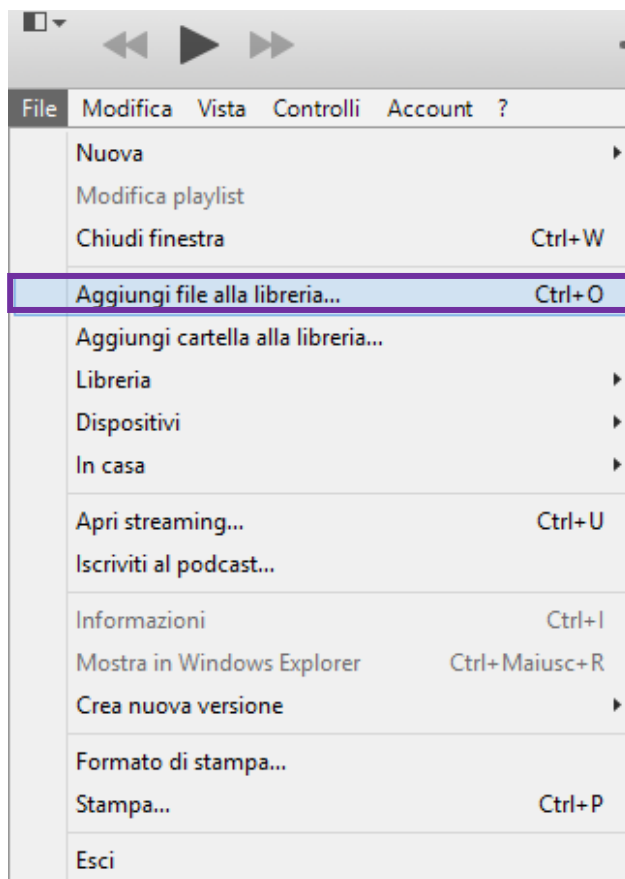 File Modifica Vista Controlli Account ?
Nuova
Modifica playlist
Chiudi finestra Ctrl+W
Aggiungi file alla libreria... Ctrl+O
Aggiungi cartella alla libreria...
Libreria
Dispositivi
In casa
Apri streaming... Ctrl+U
Iscriviti al podcast...
Informazioni Ctrl+I
Mostra in Windows Explorer Ctrl+Maiusc+R
Crea nuova versione
Formato di stampa...
Stampa... Ctrl+P
Esci